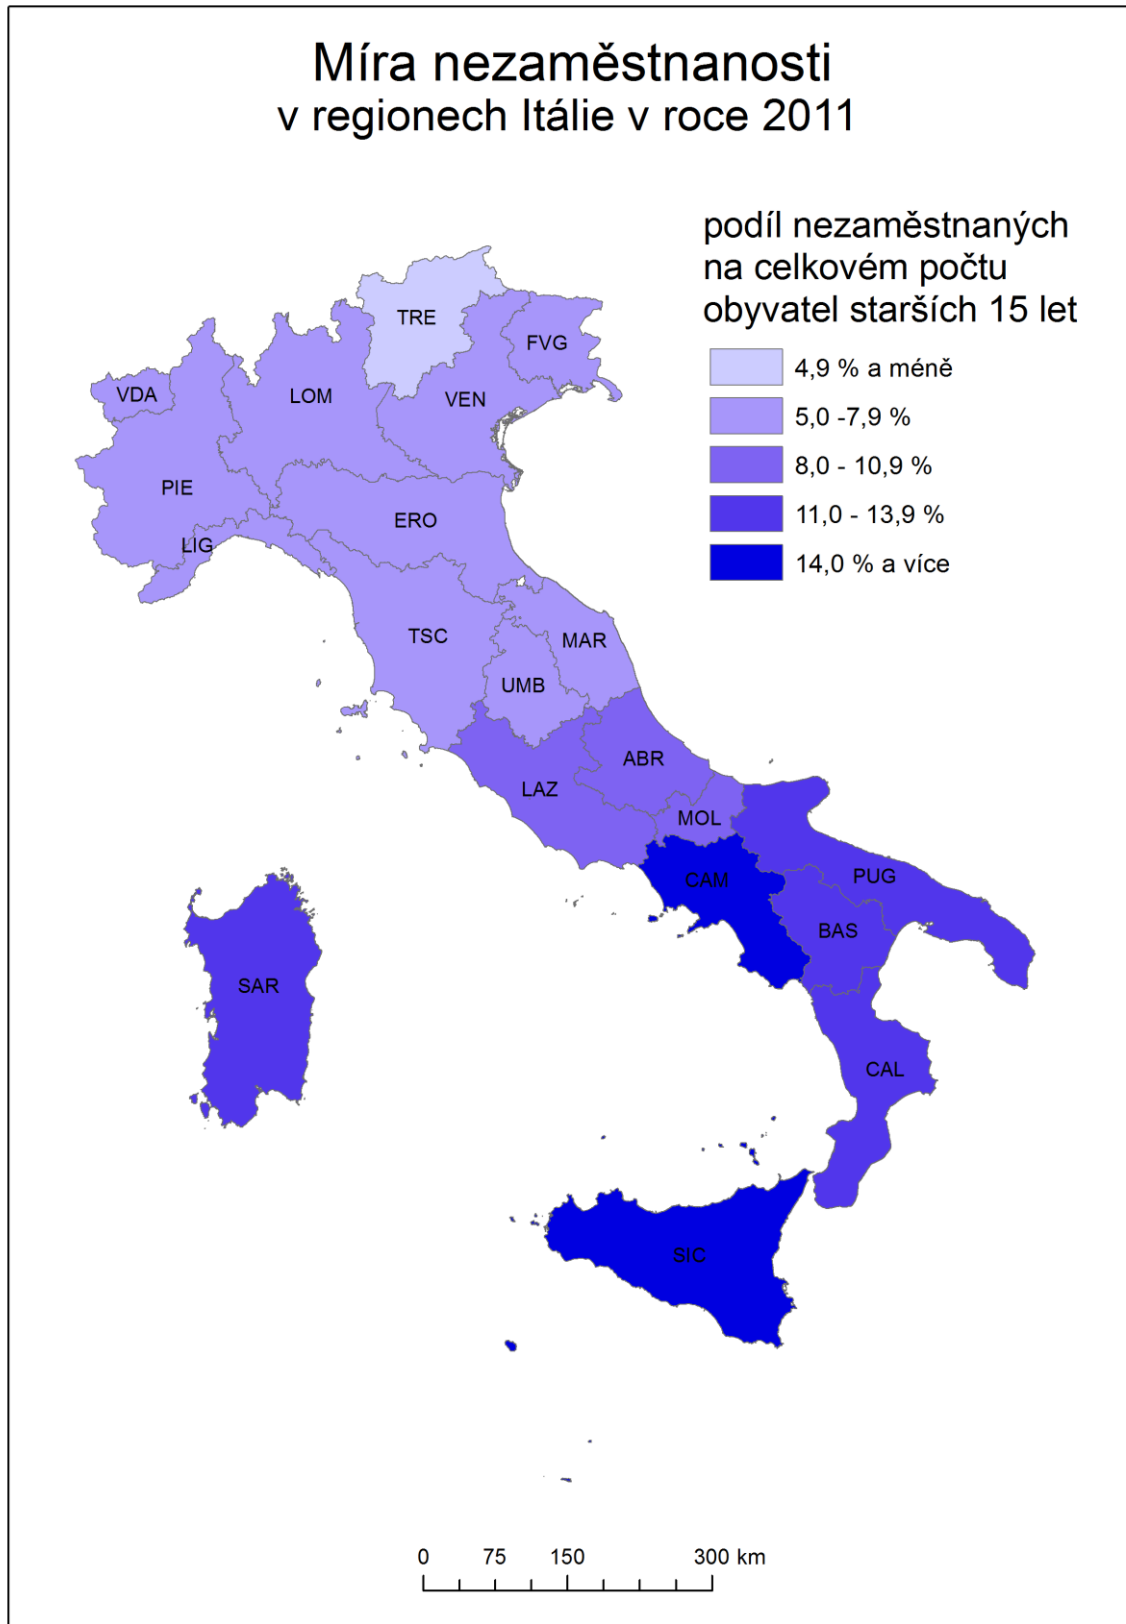 Míra nezaměstnanosti
v regionech Itálie v roce 2011
podíl nezaměstnaných
na celkovém počtu
obyvatel starších 15 let
4,9 % a méně
5,0 -7,9 %
8,0 - 10,9 %
11,0 - 13,9 %
14,0 % a více
TRE
FVG
VDA
LOM
VEN
PIE
ERO
LIG
TSC
MAR
UMB
ABR
LAZ
MOL
CAM
PUG
BAS
SAR
CAL
SIC
0 75 150 300 km